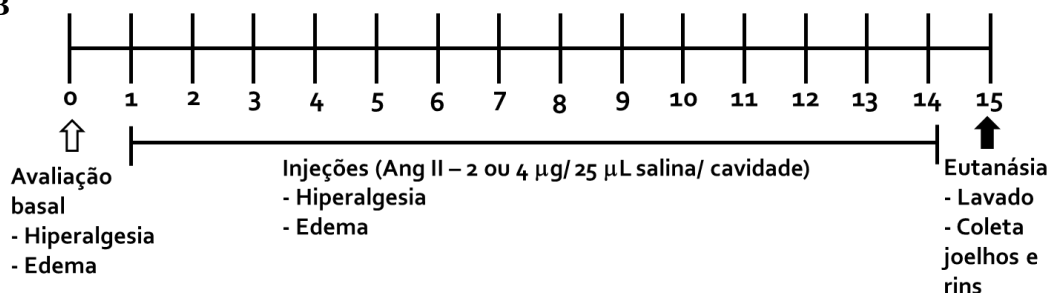 B
0 1 2 3 4 5 6 7 8 9 10 11 12 13 14 15
Avaliação
basal
- Hiperalgesia
- Edema
Injeções (Ang II – 2 ou 4 μg/ 25 μL salina/ cavidade)
- Hiperalgesia
- Edema
Eutanásia
- Lavado
- Coleta
joelhos e
rins